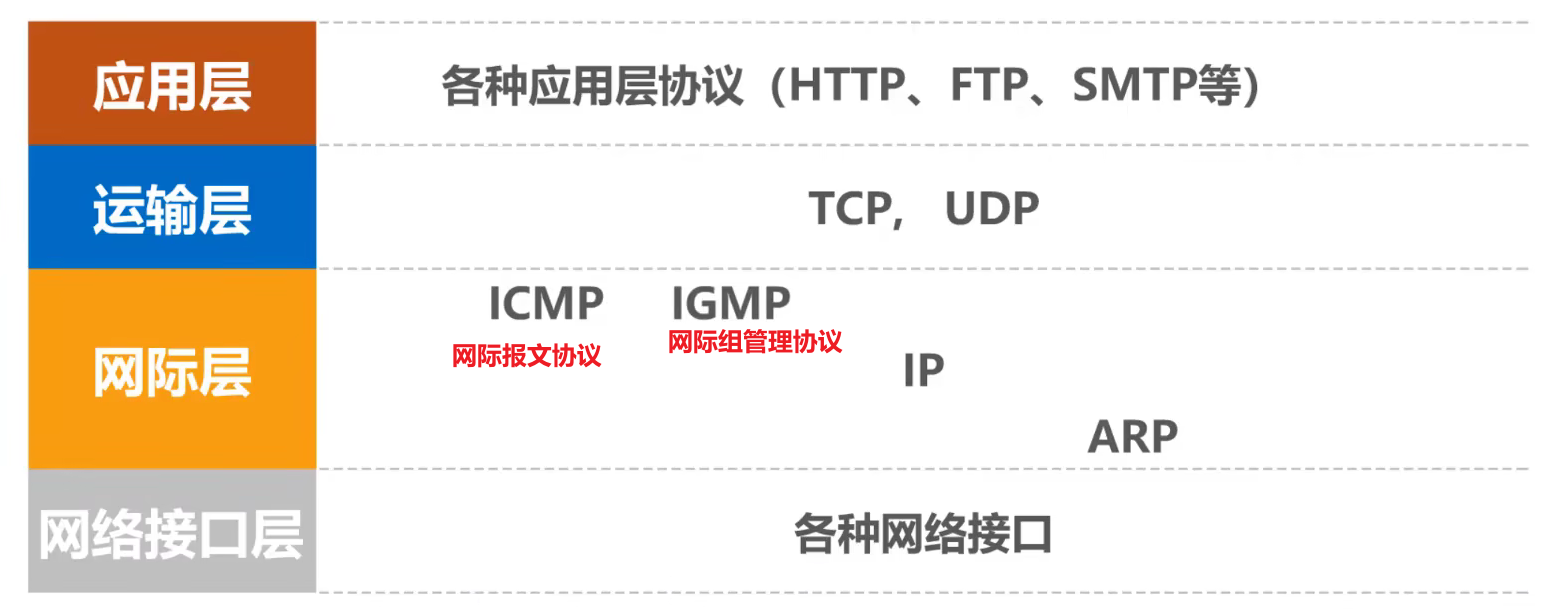 应用层
各种应用层协议（HTTP、FTP、SMTP等）
运输层
TCP, UDP
网际层
ICMP IGMP
网际报文协议 网际组管理协议
IP
ARP
网络接口层
各种网络接口